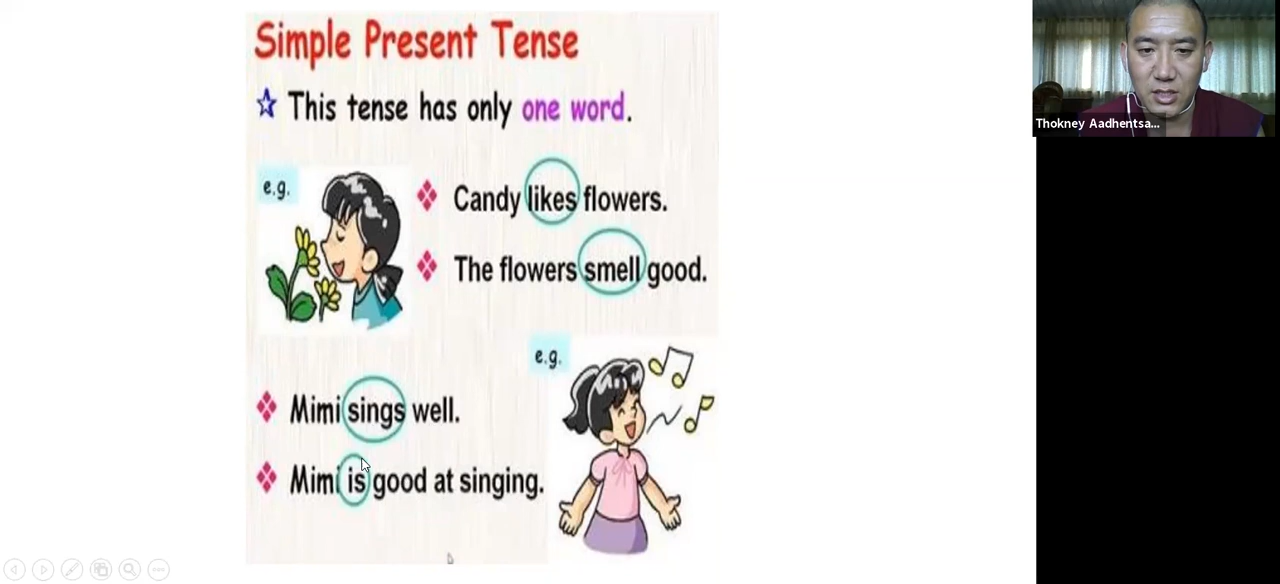 Simple Present Tense
This tense has only one word.
e.g.
Candy likes flowers.
The flowers smell good.
e.g.
Mimi sings well.
Mimi is good at singing.
Thokney Aadhentsa...